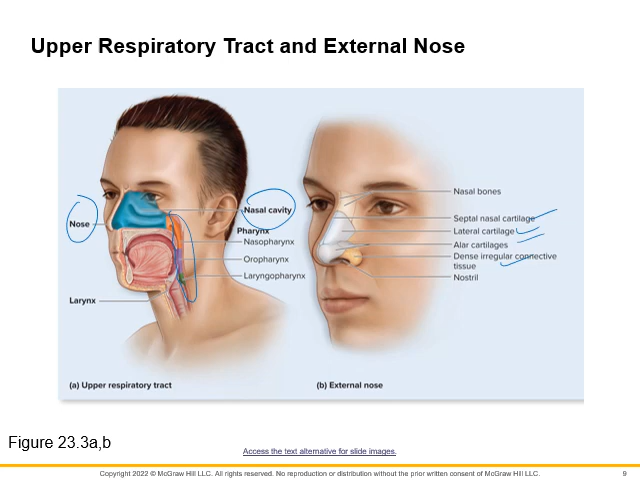 Upper Respiratory Tract and External Nose
Nose
Nasal cavity
Pharynx
Nasopharynx
Oropharynx
Laryngopharynx
Larynx
(a) Upper respiratory tract
Nasal bones
Septal nasal cartilage
Lateral cartilage
Alar cartilages
Dense irregular connective
tissue
Nostril
(b) External nose
Figure 23.3a,b
Access the text alternative for slide images.
Copyright 2022 © McGraw Hill LLC. All rights reserved. No reproduction or distribution without the prior written consent of McGraw Hill LLC.
9